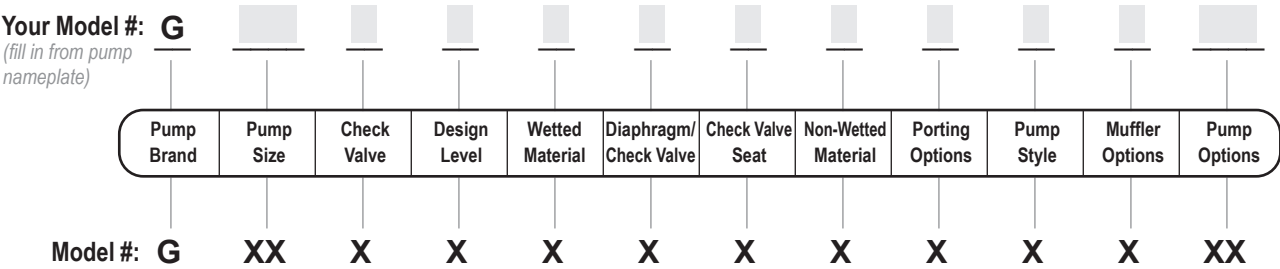 Your Model #: G
(fill in from pump
nameplate)
Pump Pump Check Design Wetted Diaphragm/ Check Valve Non-Wetted Porting Pump Muffler Pump
Brand Size Valve Level Material Check Valve Seat Material Options Style Options Options
Model #: G XX X X X X X X X X X XX